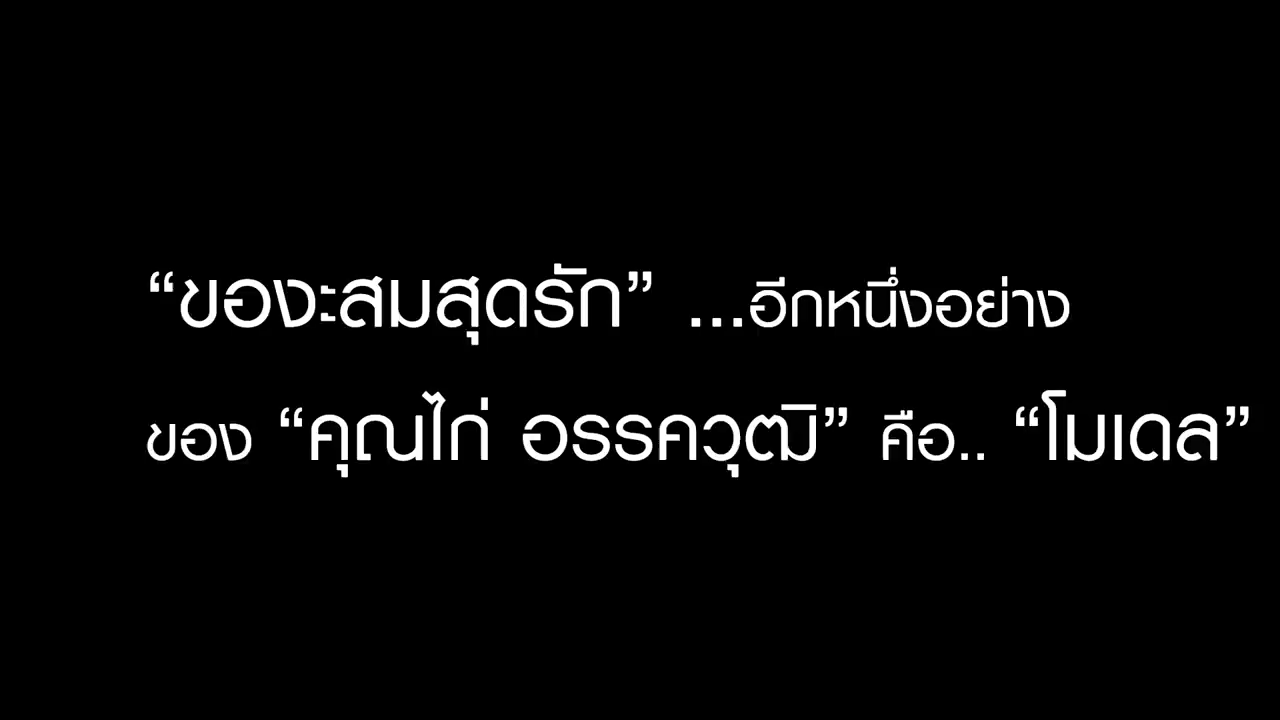 “ของะสมสุดรัก” ...อีกหนึ่งอย่าง
ของ “คุณไก่ อรรควุฒิ” คือ.. “โมเดล”